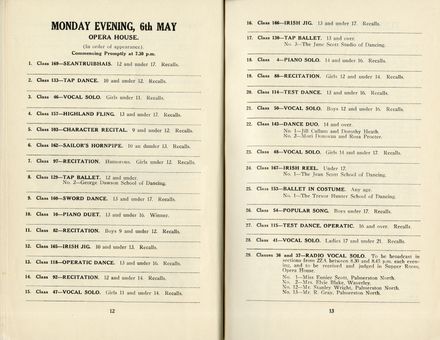 MONDAY EVENING, 6th MAY
OPERA HOUSE.
(In order of appearance).
Commencing Promptly at 7.30 p.m.
1. Class 169—SEANTRUIBHAIS. 12 and under 17. Recalls.
2. Class 133—TAP DANCE. 10 and under 12. Recalls.
3. Class 46—VOCAL SOLO. Girls under 11. Recalls.
4. Class 157—HIGHLAND FLING. 13 and under 17. Recalls.
5. Class 103—CHARACTER RECITAL. 9 and under 12. Recalls.
6. Class 162—SAILOR'S HORNPIPE. 10 and under 13. Recalls.
7. Class 97—RECITATION. Humorous. Girls under 12. Recalls.
8. Class 129—TAP BALLET. 12 and under.
No. 2—George Dawson School of Dancing.
9. Class 160—SWORD DANCE. 13 and under 17. Recalls.
10. Class 16—PIANO DUET. 13 and under 16. Winner.
11. Class 82—RECITATION. Boys 9 and under 12. Recalls.
12. Class 165—IRISH JIG. 10 and under 13. Recalls.
13. Class 118—OPERATIC DANCE. 13 and under 16. Recalls.
14. Class 92—RECITATION. 12 and under 14. Recalls.
15. Class 47—VOCAL SOLO. Girls 11 and under 14. Recalls.
12
16. Class 166—IRISH JIG. 13 and under 17. Recalls.
17. Class 130—TAP BALLET. 13 and over.
No. 3—The June Scott Studio of Dancing.
18. Class 4—PIANO SOLO. 14 and under 16. Recalls.
19. Class 88—RECITATION. Girls 12 and under 14. Recalls.
20. Class 114—TEST DANCE. 13 and under 16. Recalls.
21. Class 50—VOCAL SOLO. Boys 12 and under 16. Recalls.
22. Class 143—DANCE DUO. 14 and over.
No. 1—Jill Cullum and Dorothy Heath.
No. 2—Mori Donovan and Rosa Procter.
23. Class 48—VOCAL SOLO. Girls 14 and under 17. Recalls.
24. Class 167—IRISH REEL. Under 17.
No. 1—The Jean Scott School of Dancing.
25. Class 153—BALLET IN COSTUME. Any age.
No. 1—The Trevor Hunter School of Dancing.
26. Class 54—POPULAR SONG. Boys under 17. Recalls.
27. Class 115—TEST DANCE, OPERATIC. 16 and over. Recalls.
28. Class 41—VOCAL SOLO. Ladies 17 and under 21. Recalls.
29. Classes 36 and 37—RADIO VOCAL SOLO. To be broadcast in
sections from 2ZA between 8.30 and 8.45 p.m. each even-
ing, and to be received and judged in Supper Room,
Opera House.
No. 1—Miss Eunice Scott, Palmerston North.
No. 2—Mrs. Elvie Blake, Waverley.
No. 12—Mr. Stanley Wright, Palmerston North.
No. 13—Mr. R. Gray, Palmerston North.
13